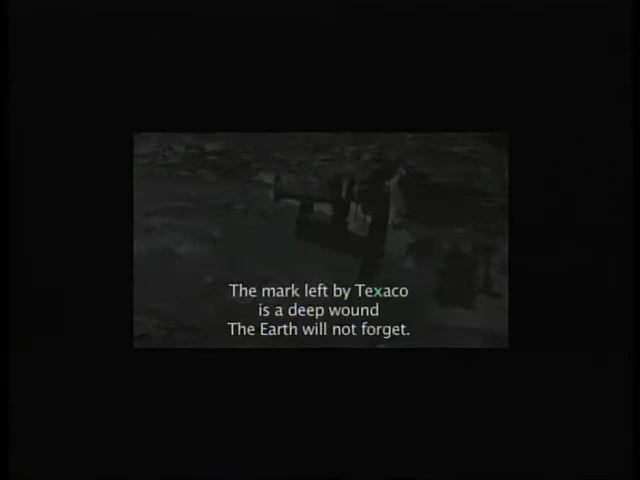 The mark left by Texaco
is a deep wound
The Earth will not forget.